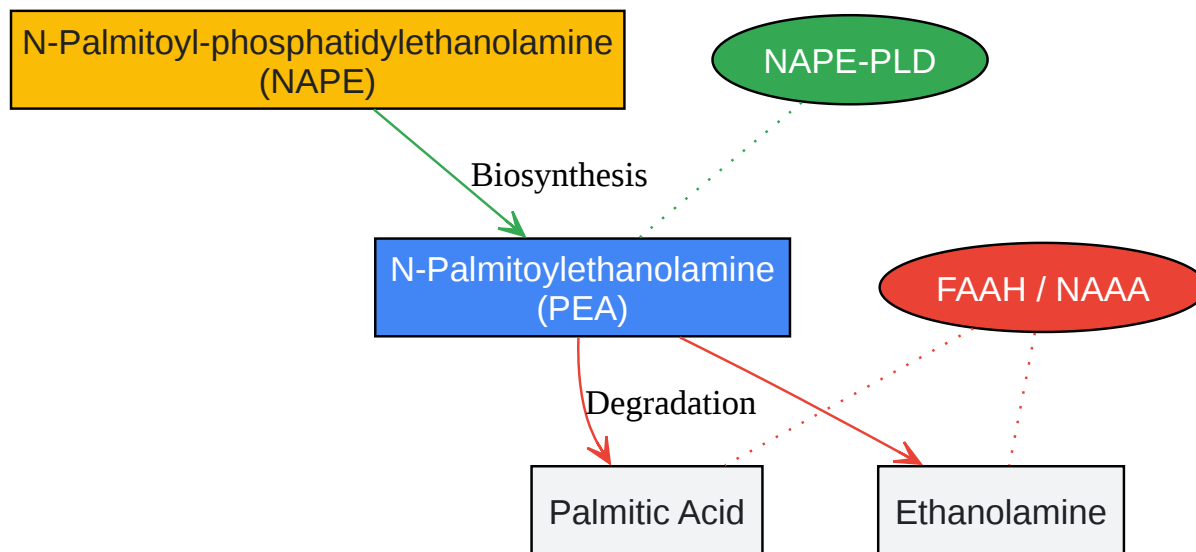 N-Palmitoyl-phosphatidylethanolamine
(NAPE)
NAPE-PLD
Biosynthesis
N-Palmitoylethanolamine
(PEA)
FAAH / NAAA
Degradation
Palmitic Acid
Ethanolamine